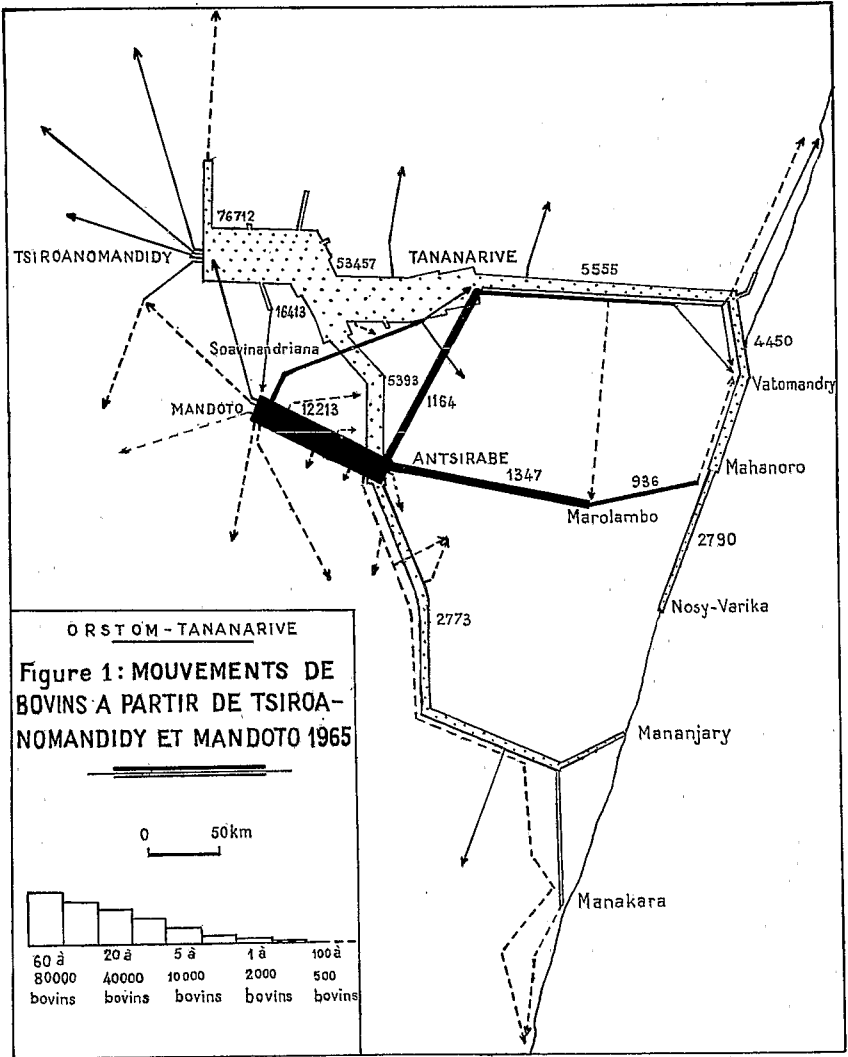 76712
TSIROANOMANDIDY
53457
TANANARIVE
5555
16413
Soavinandriana
4450
5393
Vatomandry
MANDOTO
12213
1164
ANTSIRABE
1347
936
Mahanoro
Marolambo
2790
Nosy-Varika
2773
Mananjary
Manakara
ORSTOM-TANANARIVE
Figure 1: MOUVEMENTS DE
BOVINS A PARTIR DE TSIROA-
NOMANDIDY ET MANDOTO 1965
0 50km
60 à 20 à 5 à 1 à 100 à
80000 40000 10000 2000 500
bovins bovins bovins bovins bovins